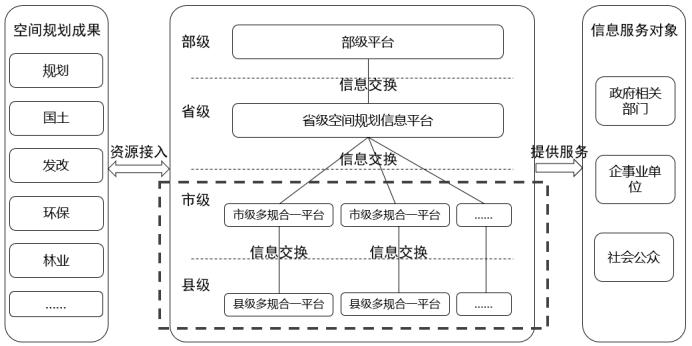 空间规划成果
规划
国土
发改
环保
林业
......
资源接入
部级
部级平台
信息交换
省级
省级空间规划信息平台
信息交换
市级
市级多规合一平台
市级多规合一平台
......
信息交换
信息交换
县级
县级多规合一平台
县级多规合一平台
......
提供服务
信息服务对象
政府相关
部门
企事业单
位
社会公众